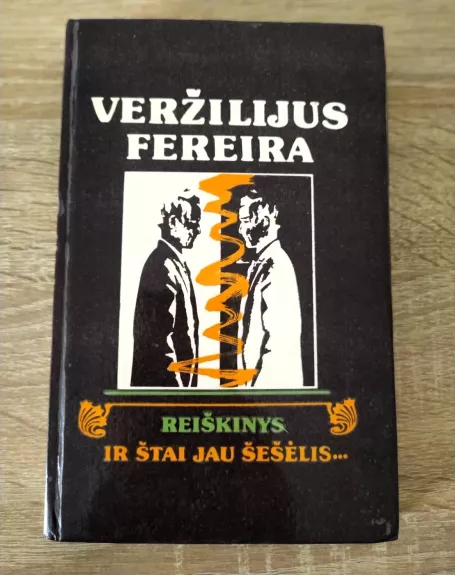 VERŽILIJUS
FEREIRA
REIŠKINYS
IR ŠTAI JAU ŠEŠĖLIS...